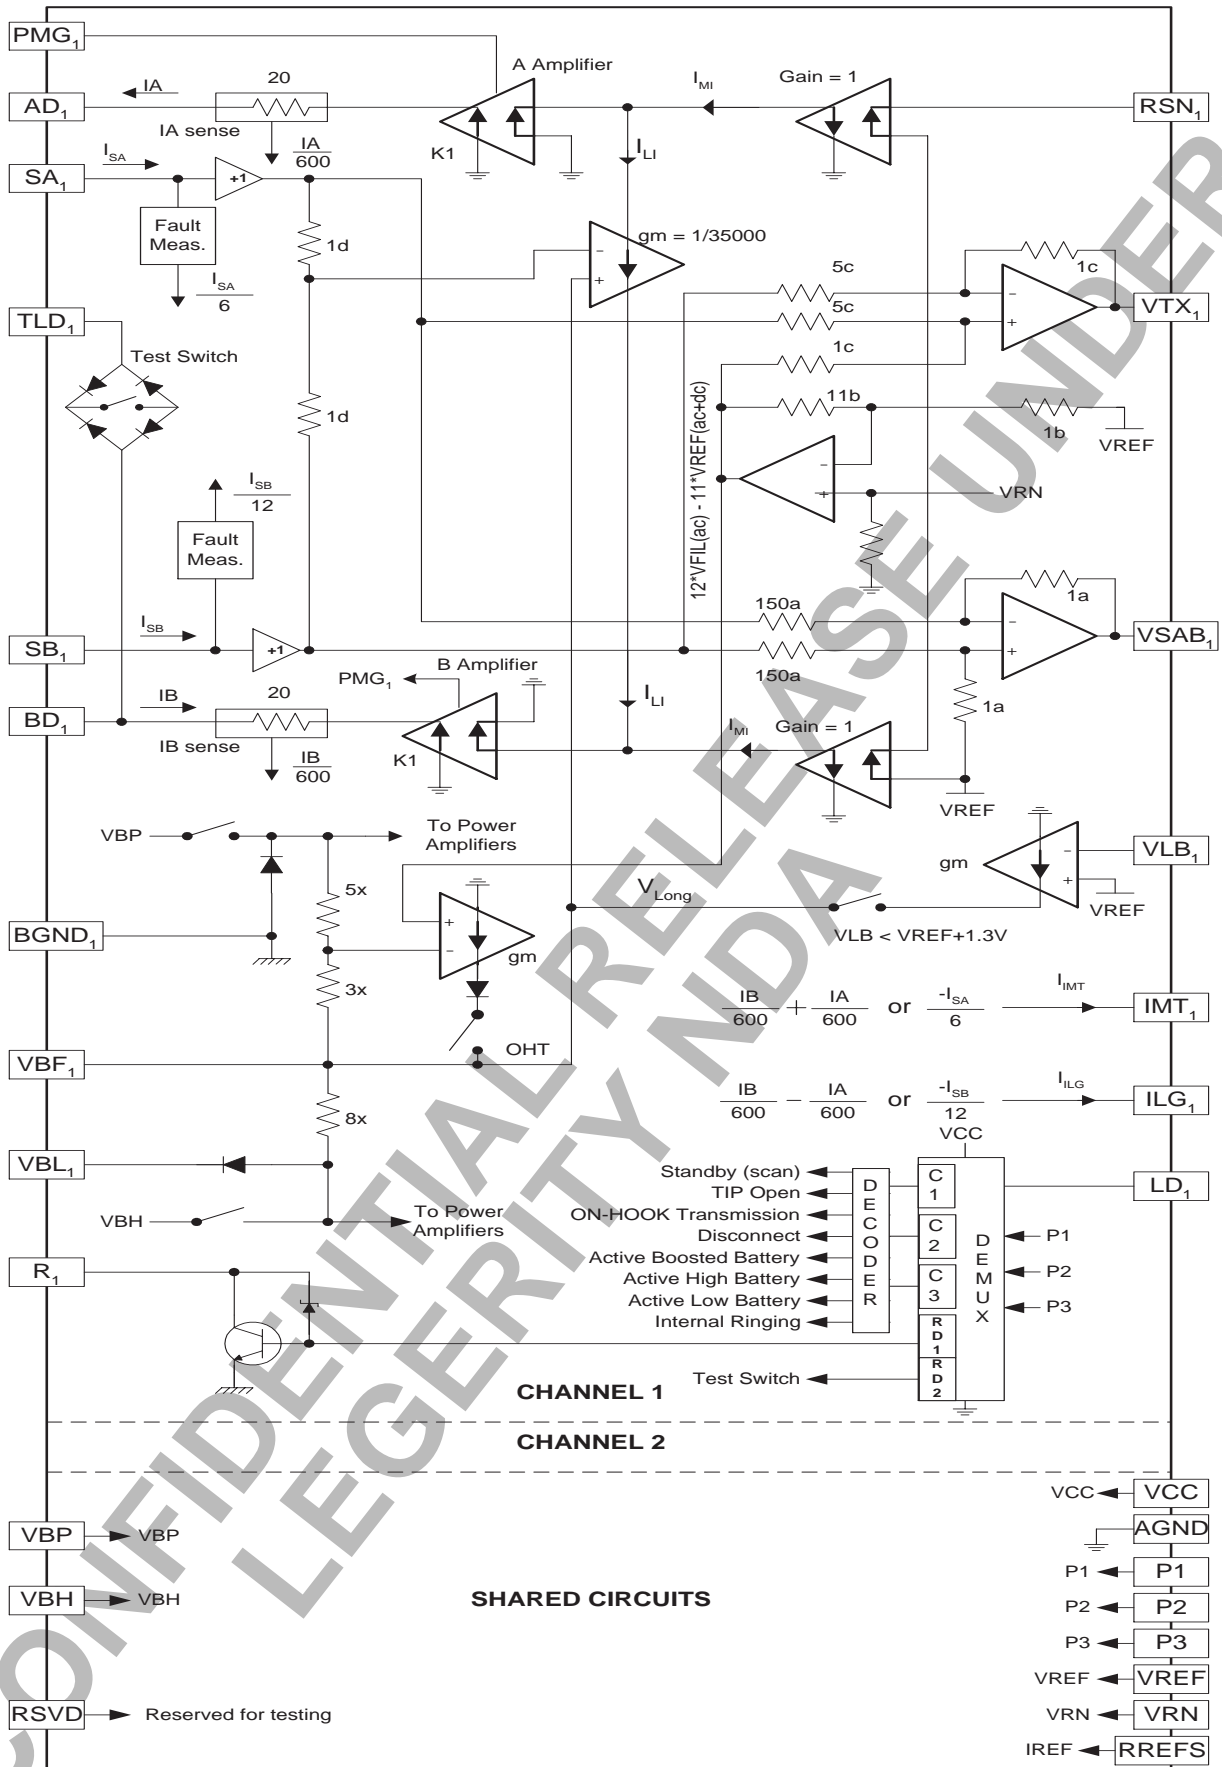 PMG1
A Amplifier
20
IA
IMI
Gain = 1
AD1
RSN1
IA sense
IA
600
K1
ILI
ISA
SA1
+1
Fault
Meas.
1d
gm = 1/35000
-
+
ISA
6
5c
1c
-
+
VTX1
5c
TLD1
Test Switch
1c
1d
11b
1b
VREF
12*VFIL(ac) - 11*VREF(ac+dc)
-
+
VRN
ISB
12
Fault
Meas.
150a
1a
-
+
VSAB1
ISB
SB1
+1
150a
B Amplifier
PMG1
1a
IB
20
ILI
IMI
Gain = 1
BD1
IB sense
IB
600
K1
VREF
VBP
To Power
Amplifiers
gm
-
+
VLB1
VREF
5x
VLong
VLB < VREF+1.3V
BGND1
+
-
gm
3x
IB
600
+
IA
600
or
-ISA
6
IIMT
IMT1
OHT
VBF1
IB
600
-
IA
600
or
-ISB
12
IILG
ILG1
8x
VCC
VBL1
Standby (scan)
TIP Open
ON-HOOK Transmission
Disconnect
Active Boosted Battery
Active High Battery
Active Low Battery
Internal Ringing
DECODER
C1
C2
C3
RD1
RD2
DEMUX
LD1
P1
P2
P3
VBH
To Power
Amplifiers
R1
Test Switch
CHANNEL 1
CHANNEL 2
VCC
VCC
AGND
VBP
VBP
P1
P1
VBH
VBH
SHARED CIRCUITS
P2
P2
P3
P3
VREF
VREF
RSVD
Reserved for testing
VRN
VRN
IREF
RREFS
CONFIDENTIAL RELEASE UNDER
LEGERITY NDA